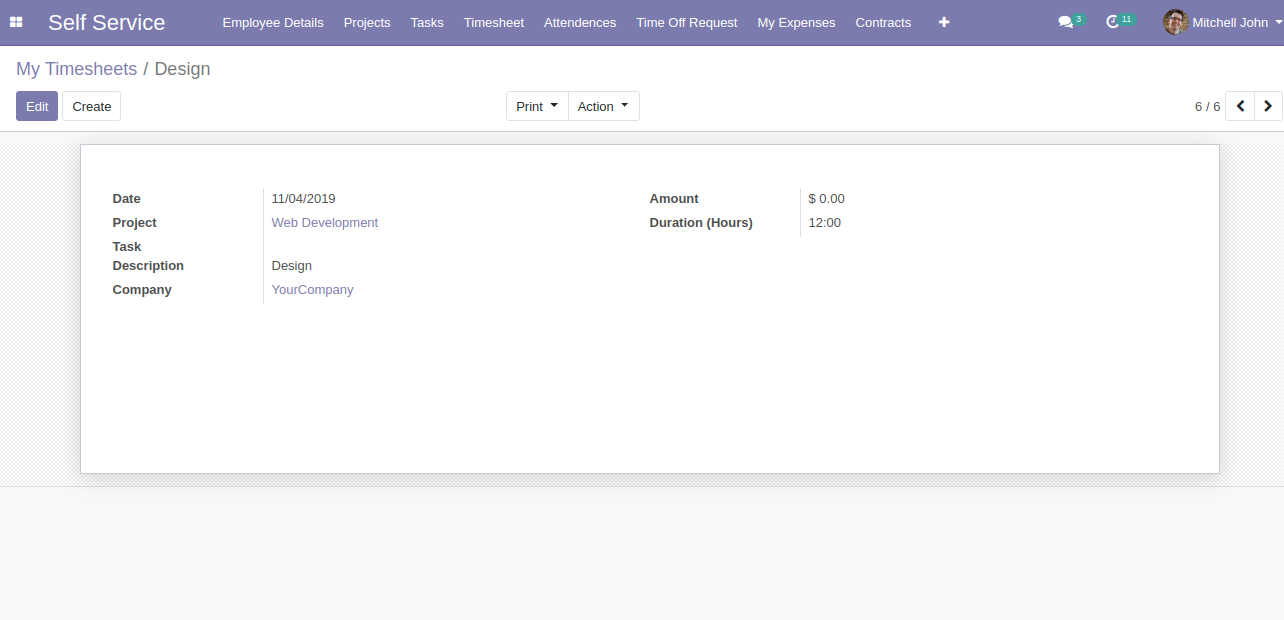 Self Service Employee Details Projects Tasks Timesheet Attendences Time Off Request My Expenses Contracts 3 11 Mitchell John
My Timesheets / Design
Edit Create Print Action 6 / 6
Date 11/04/2019 Amount $ 0.00
Project Web Development Duration (Hours) 12:00
Task
Description Design
Company YourCompany